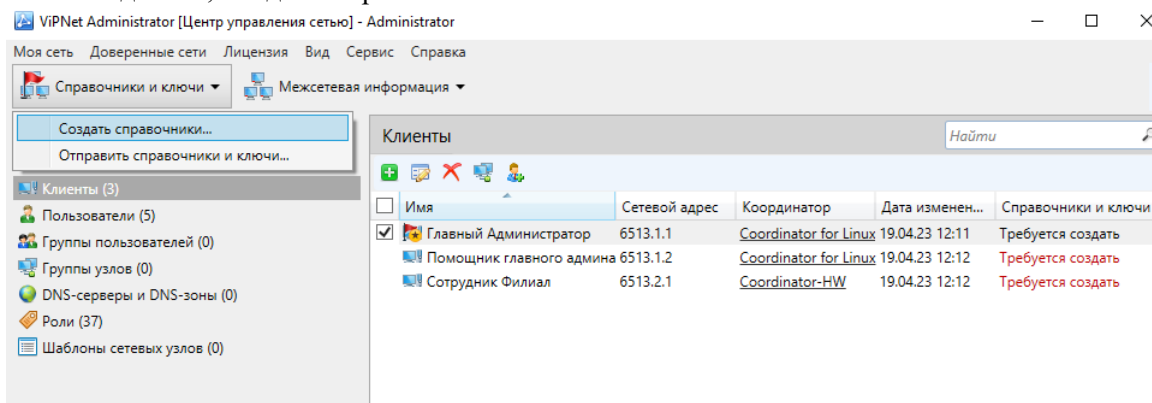 ViPNet Administrator [Центр управления сетью] - Administrator
Моя сеть Доверенные сети Лицензия Вид Сервис Справка
Справочники и ключи Межсетевая информация
Создать справочники...
Отправить справочники и ключи...
Клиенты (3)
Пользователи (5)
Группы пользователей (0)
Группы узлов (0)
DNS-серверы и DNS-зоны (0)
Роли (37)
Шаблоны сетевых узлов (0)
Клиенты Найти
Имя Сетевой адрес Координатор Дата изменен... Справочники и ключи
Главный Администратор 6513.1.1 Coordinator for Linux 19.04.23 12:11 Требуется создать
Помощник главного админа 6513.1.2 Coordinator for Linux 19.04.23 12:12 Требуется создать
Сотрудник Филиал 6513.2.1 Coordinator-HW 19.04.23 12:12 Требуется создать